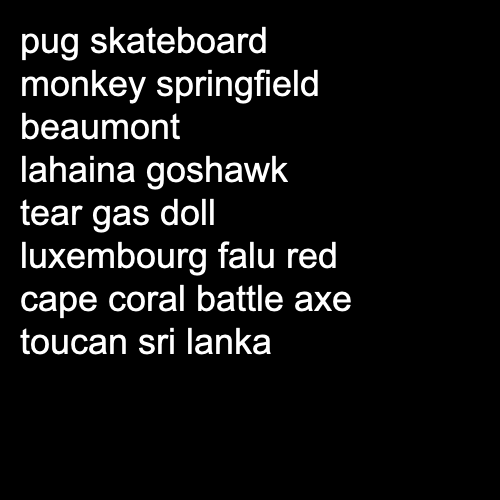 pug skateboard
monkey springfield
beaumont
lahaina goshawk
tear gas doll
luxembourg falu red
cape coral battle axe
toucan sri lanka